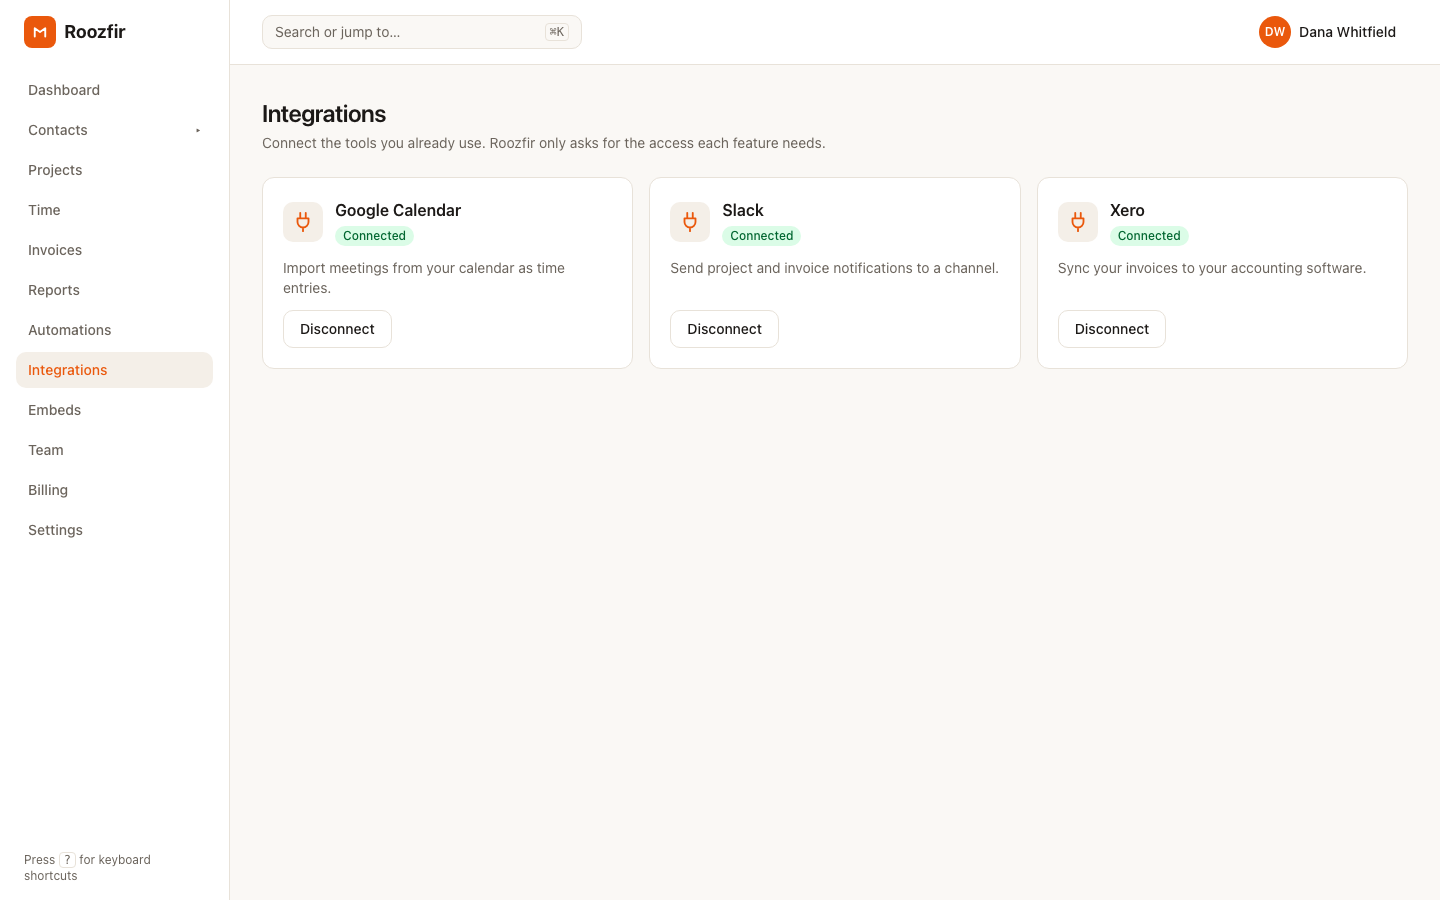 Roozfir
Search or jump to...
⌘K
DW
Dana Whitfield
Dashboard
Contacts
Projects
Time
Invoices
Reports
Automations
Integrations
Embeds
Team
Billing
Settings
Press ? for keyboard
shortcuts
Integrations
Connect the tools you already use. Roozfir only asks for the access each feature needs.
Google Calendar
Connected
Import meetings from your calendar as time
entries.
Disconnect
Slack
Connected
Send project and invoice notifications to a channel.
Disconnect
Xero
Connected
Sync your invoices to your accounting software.
Disconnect